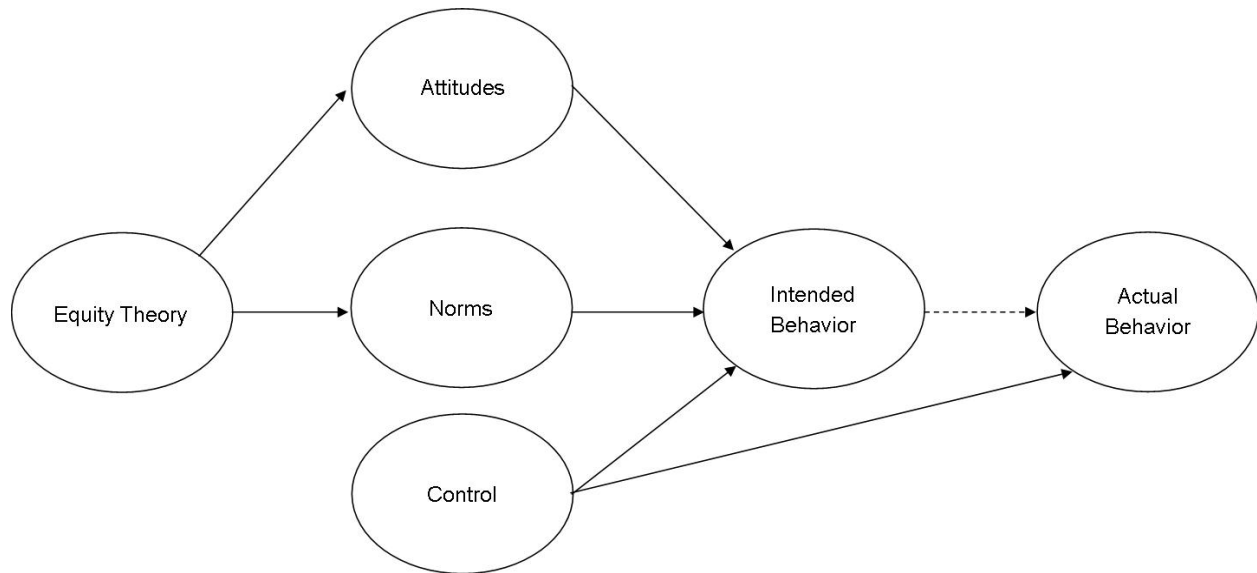 Attitudes
Equity Theory
Norms
Intended
Behavior
Actual
Behavior
Control